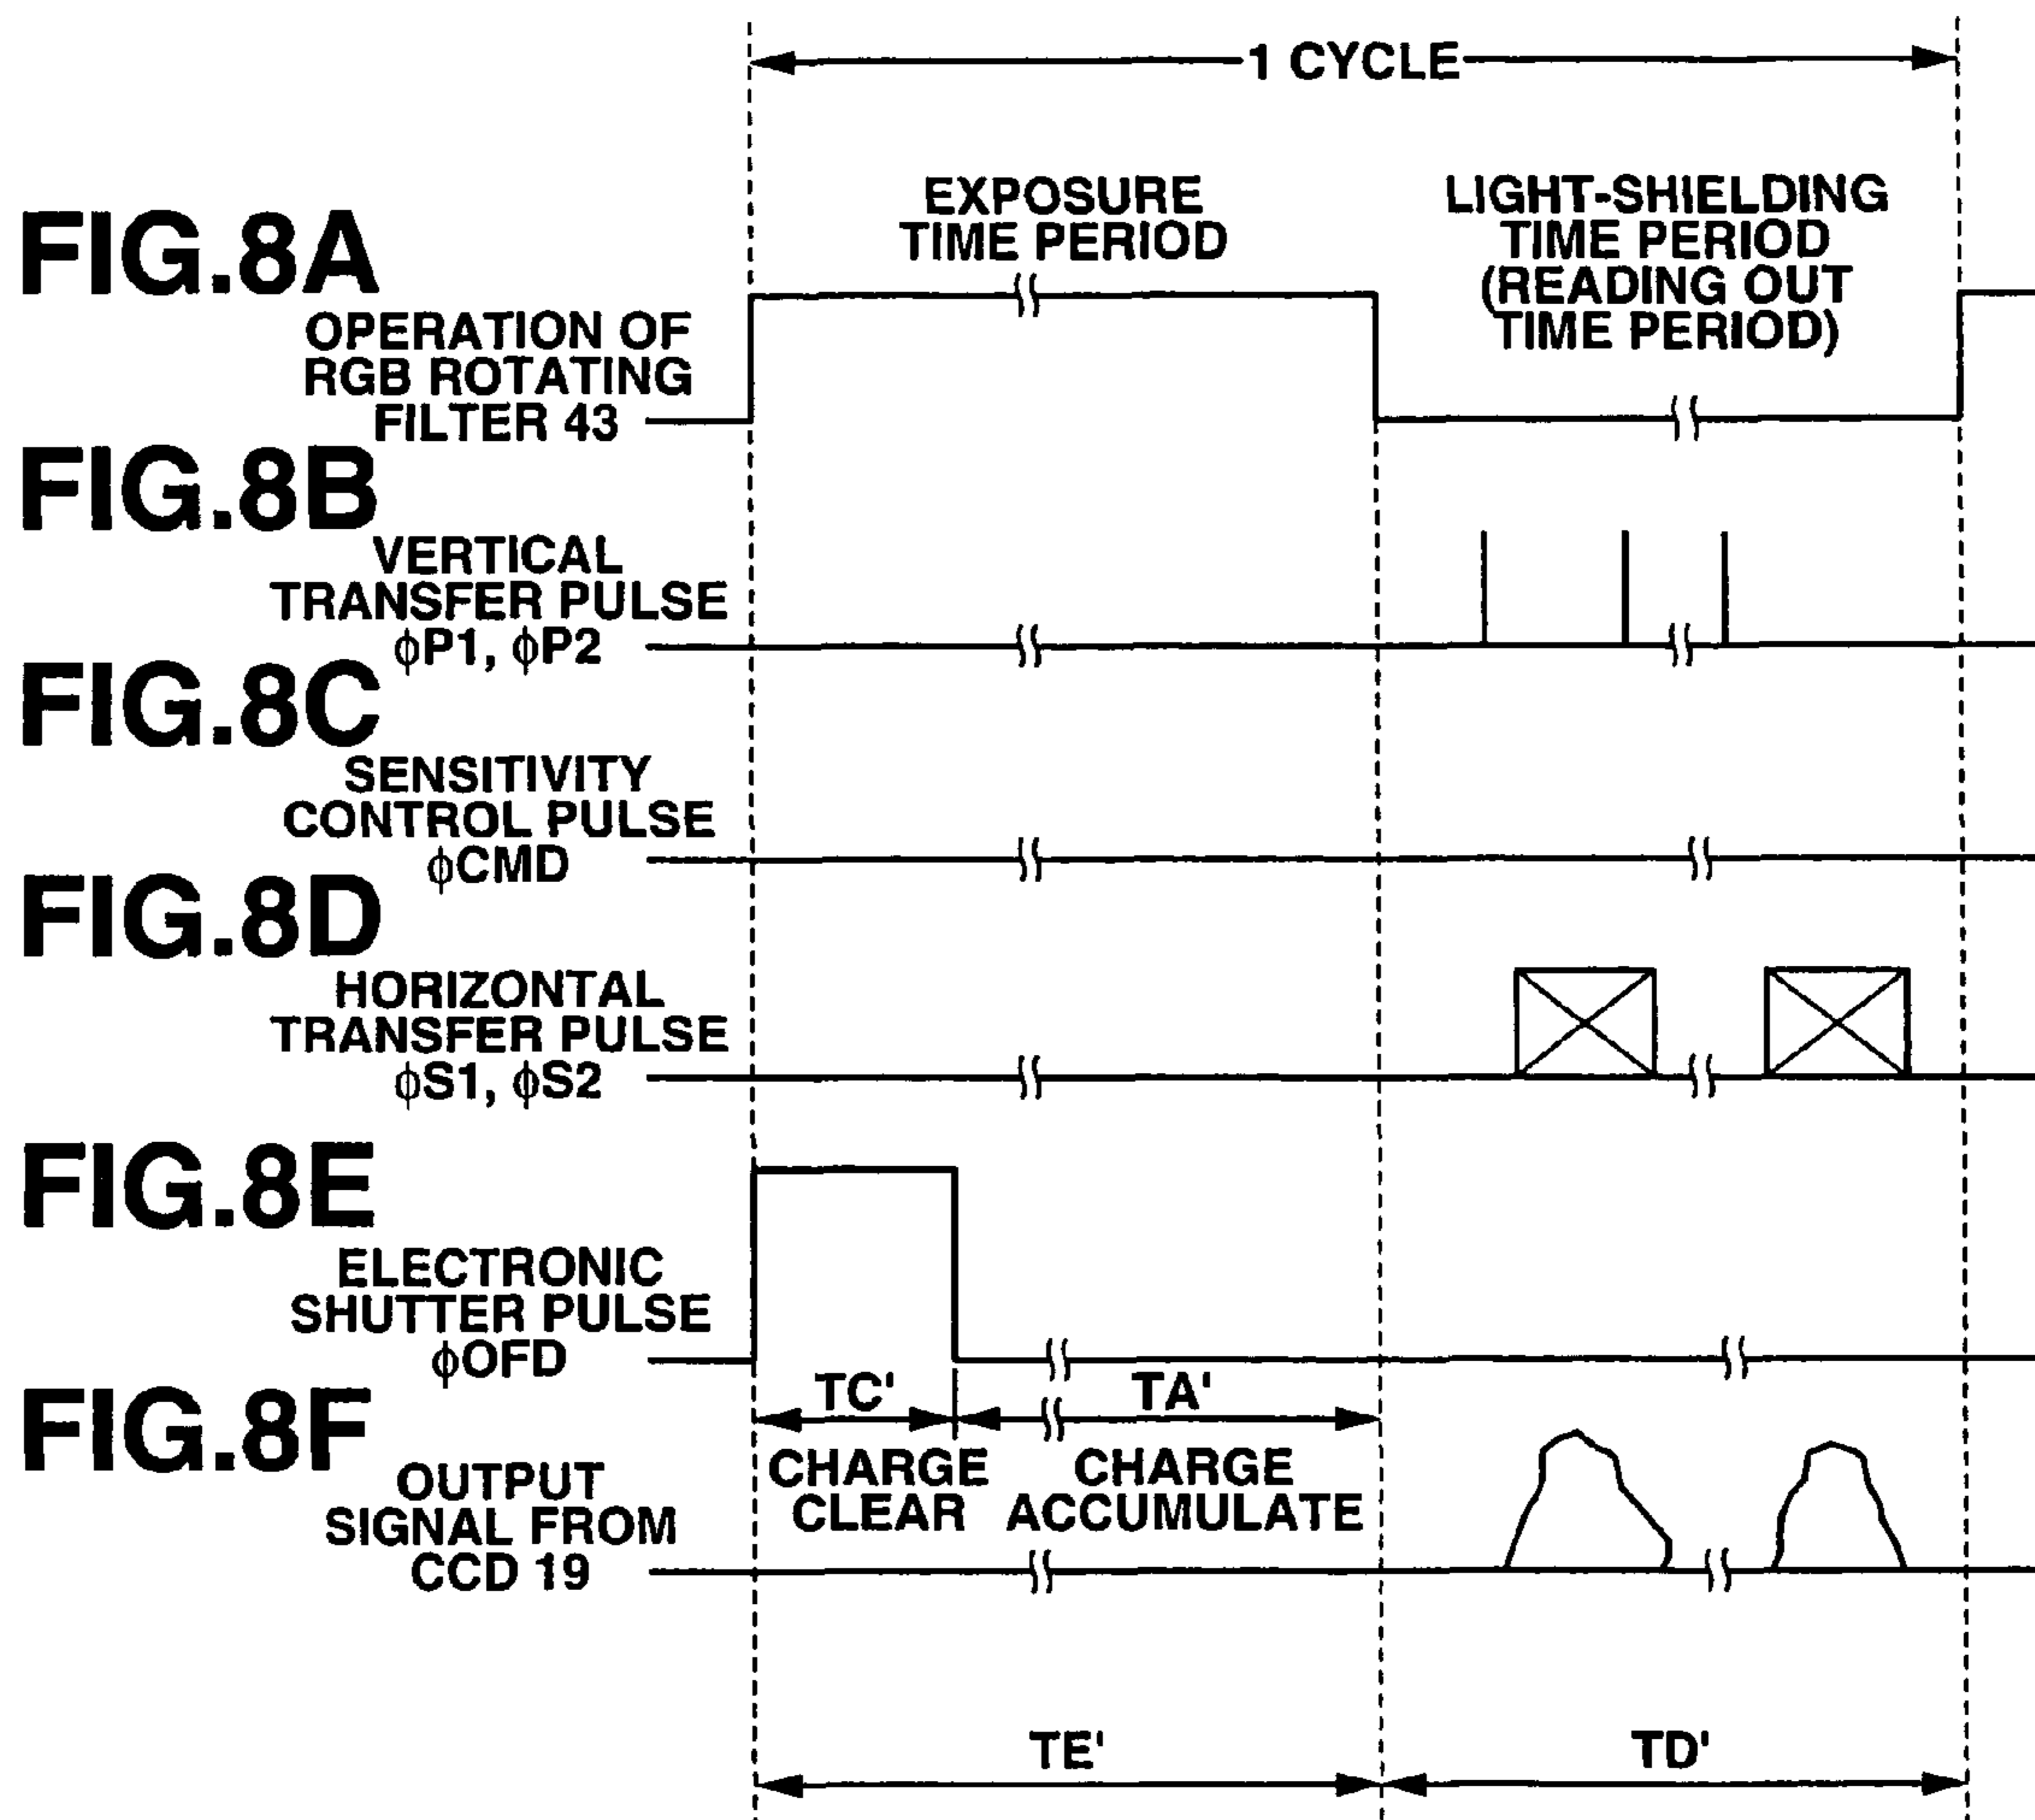 1 CYCLE
EXPOSURE
TIME PERIOD
LIGHT-SHIELDING
TIME PERIOD
(READING OUT
TIME PERIOD)
FIG.8A
OPERATION OF
RGB ROTATING
FILTER 43
FIG.8B
VERTICAL
TRANSFER PULSE
ϕP1, ϕP2
FIG.8C
SENSITIVITY
CONTROL PULSE
ϕCMD
FIG.8D
HORIZONTAL
TRANSFER PULSE
ϕS1, ϕS2
FIG.8E
ELECTRONIC
SHUTTER PULSE
ϕOFD
TC'
TA'
CHARGE
CLEAR
CHARGE
ACCUMULATE
FIG.8F
OUTPUT
SIGNAL FROM
CCD 19
TE'
TD'